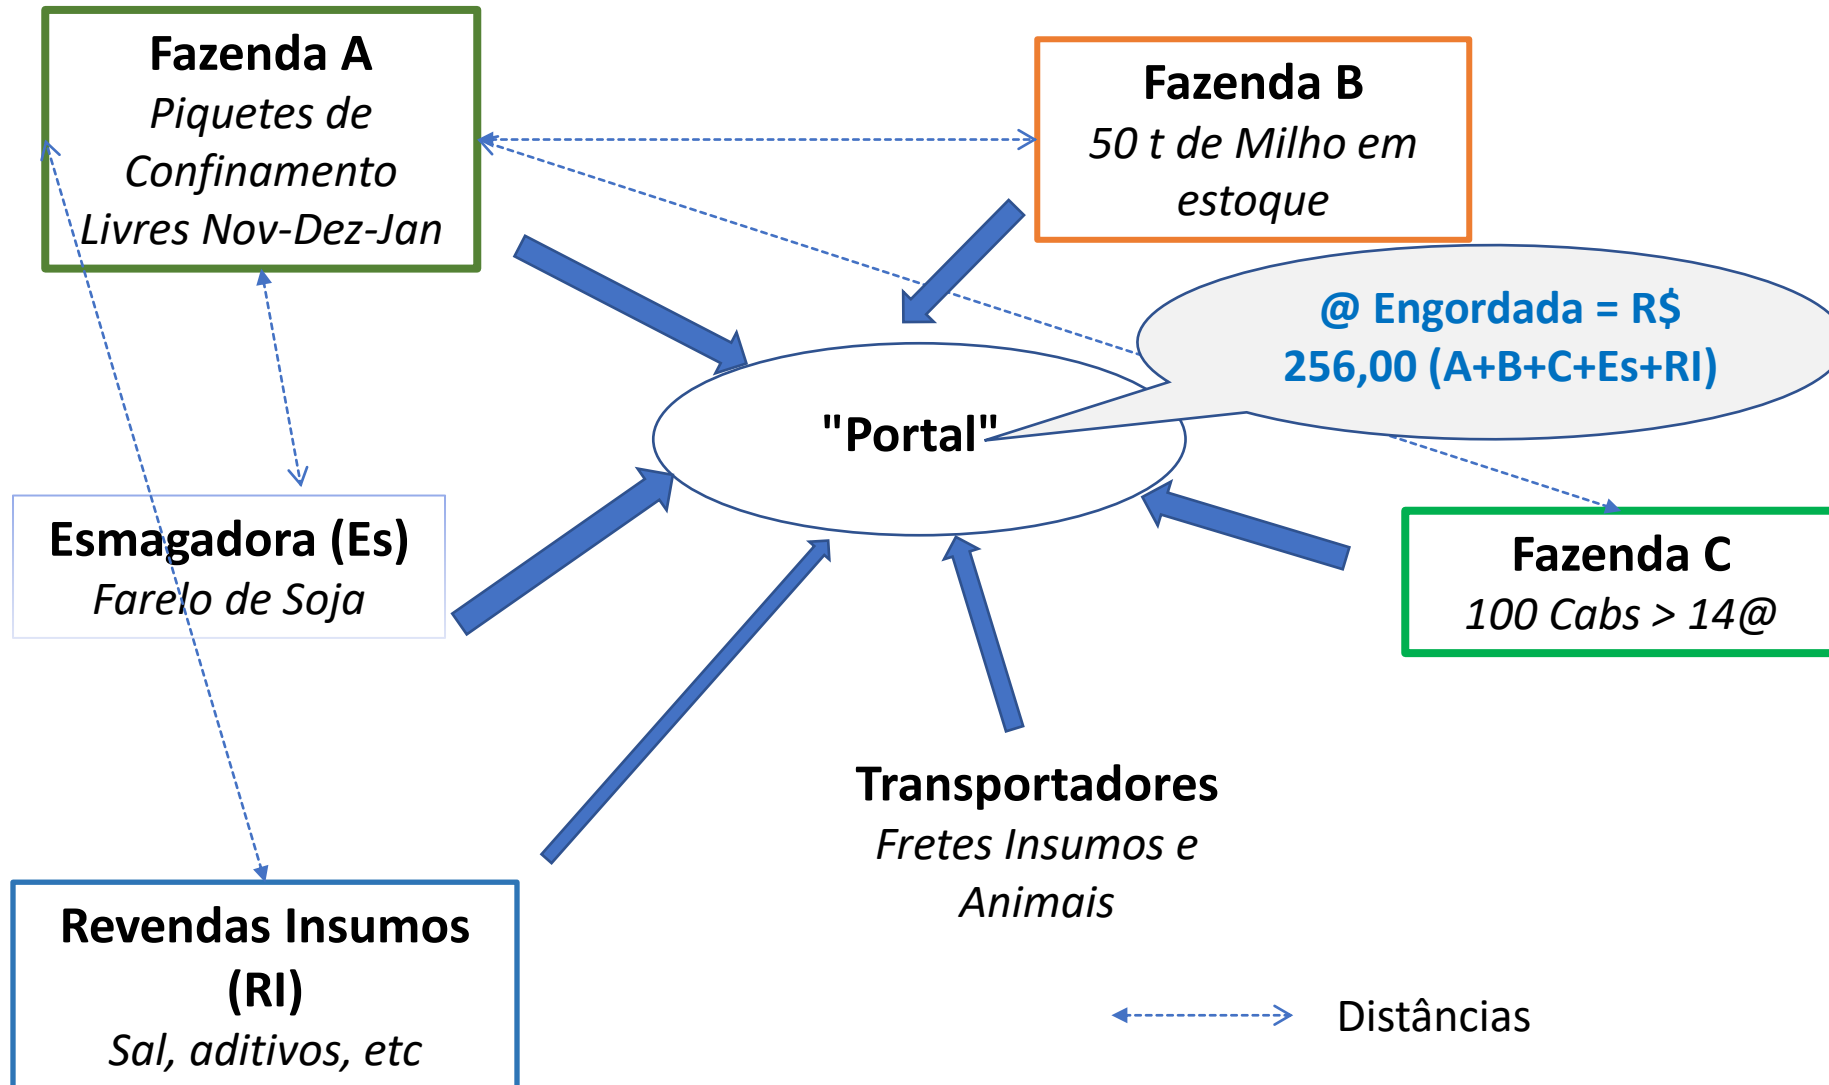 Fazenda A
Piquetes de
Confinamento
Livres Nov-Dez-Jan
Fazenda B
50 t de Milho em
estoque
@ Engordada = R$
256,00 (A+B+C+Es+RI)
"Portal"
Esmagadora (Es)
Farelo de Soja
Fazenda C
100 Cabs > 14@
Transportadores
Fretes Insumos e
Animais
Revendas Insumos
(RI)
Sal, aditivos, etc
Distâncias